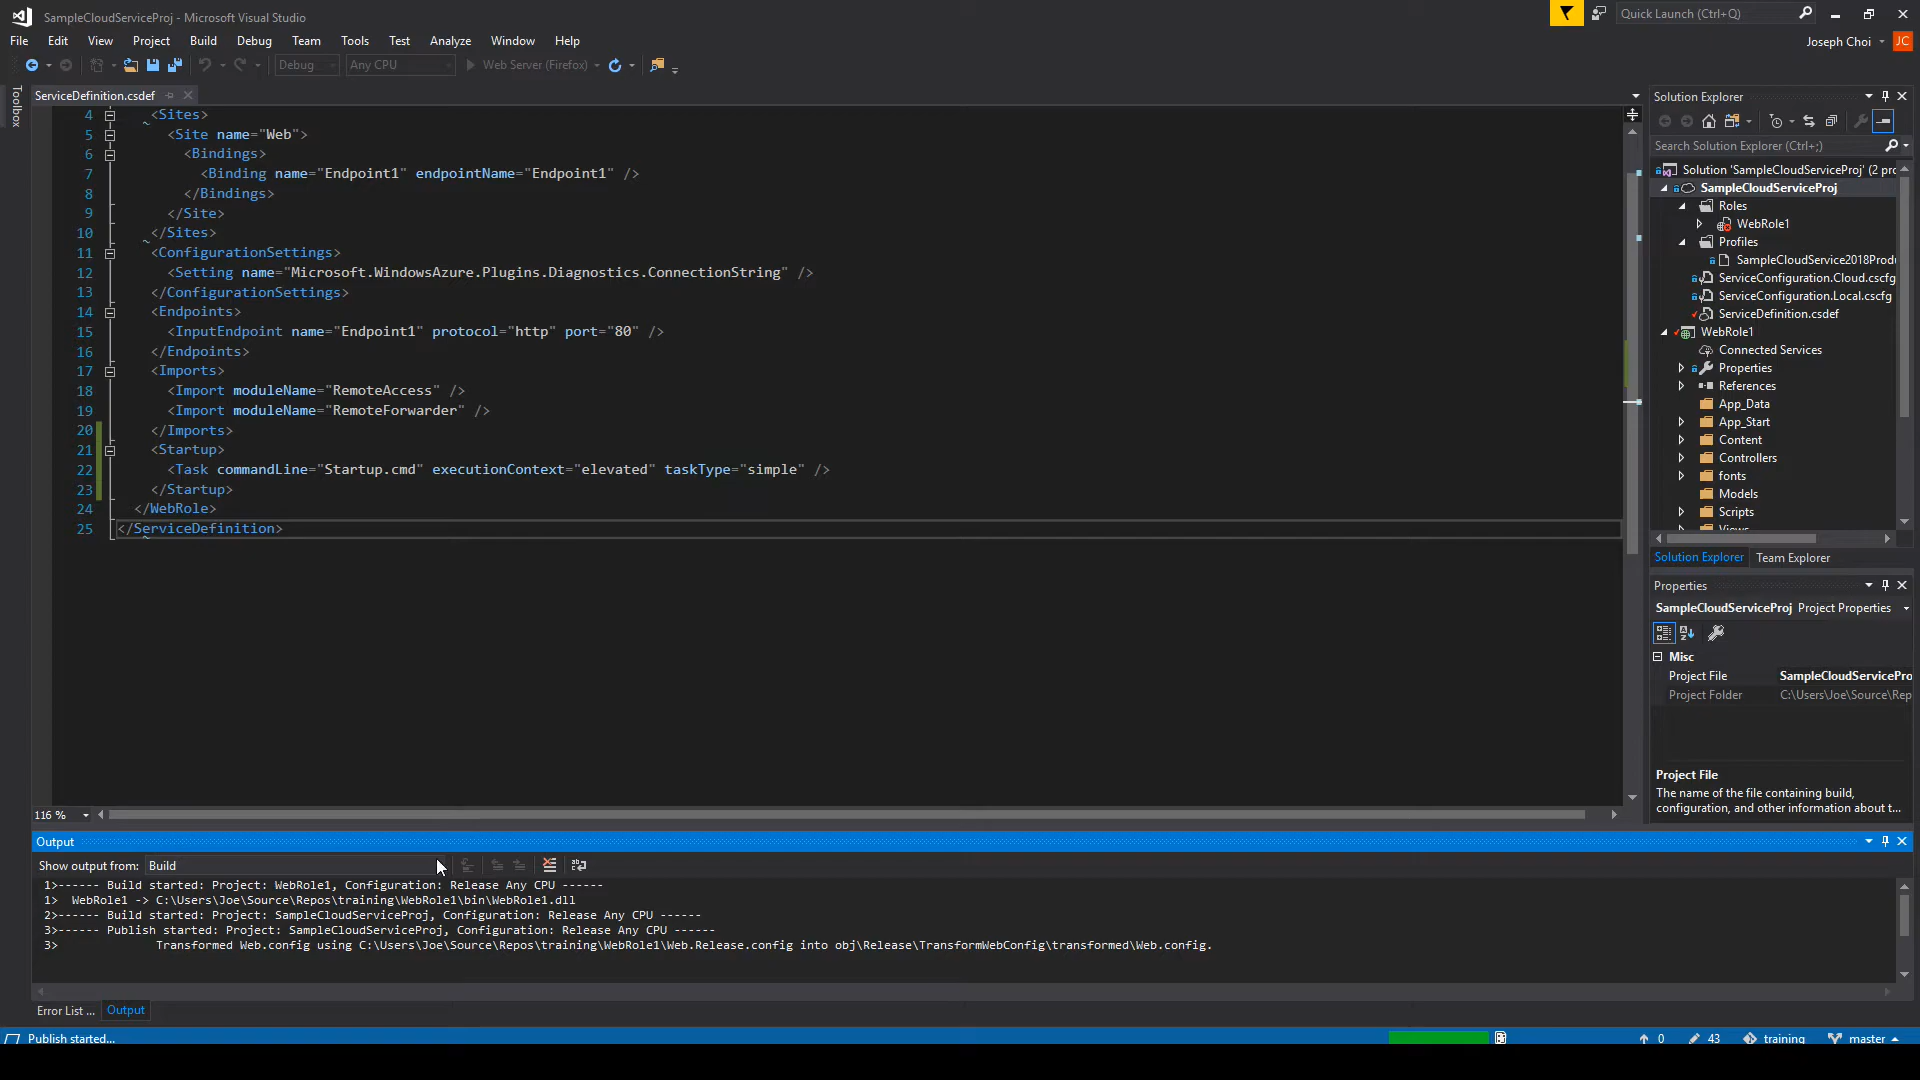 SampleCloudServiceProj - Microsoft Visual Studio
Quick Launch (Ctrl+Q)
File Edit View Project Build Debug Team Tools Test Analyze Window Help
Joseph Choi JC
Debug Any CPU Web Server (Firefox)
Toolbox
ServiceDefinition.csdef
4 <Sites>
5 <Site name="Web">
6 <Bindings>
7 <Binding name="Endpoint1" endpointName="Endpoint1" />
8 </Bindings>
9 </Site>
10 </Sites>
11 <ConfigurationSettings>
12 <Setting name="Microsoft.WindowsAzure.Plugins.Diagnostics.ConnectionString" />
13 </ConfigurationSettings>
14 <Endpoints>
15 <InputEndpoint name="Endpoint1" protocol="http" port="80" />
16 </Endpoints>
17 <Imports>
18 <Import moduleName="RemoteAccess" />
19 <Import moduleName="RemoteForwarder" />
20 </Imports>
21 <Startup>
22 <Task commandLine="Startup.cmd" executionContext="elevated" taskType="simple" />
23 </Startup>
24 </WebRole>
25 </ServiceDefinition>
116 %
Solution Explorer
Search Solution Explorer (Ctrl+;)
Solution 'SampleCloudServiceProj' (2 prc
SampleCloudServiceProj
Roles
WebRole1
Profiles
SampleCloudService2018Produ
ServiceConfiguration.Cloud.cscfg
ServiceConfiguration.Local.cscfg
ServiceDefinition.csdef
WebRole1
Connected Services
Properties
References
App_Data
App_Start
Content
Controllers
fonts
Models
Scripts
Views
Solution Explorer Team Explorer
Properties
SampleCloudServiceProj Project Properties
Misc
Project File SampleCloudServicePro
Project Folder C:\Users\Joe\Source\Rep
Project File
The name of the file containing build,
configuration, and other information about t...
Output
Show output from: Build
1>------ Build started: Project: WebRole1, Configuration: Release Any CPU ------
1> WebRole1 -> C:\Users\Joe\Source\Repos\training\WebRole1\bin\WebRole1.dll
2>------ Build started: Project: SampleCloudServiceProj, Configuration: Release Any CPU ------
3>------ Publish started: Project: SampleCloudServiceProj, Configuration: Release Any CPU ------
3> Transformed Web.config using C:\Users\Joe\Source\Repos\training\WebRole1\Web.Release.config into obj\Release\TransformWebConfig\transformed\Web.config.
Error List ... Output
Publish started...
0 43 training master